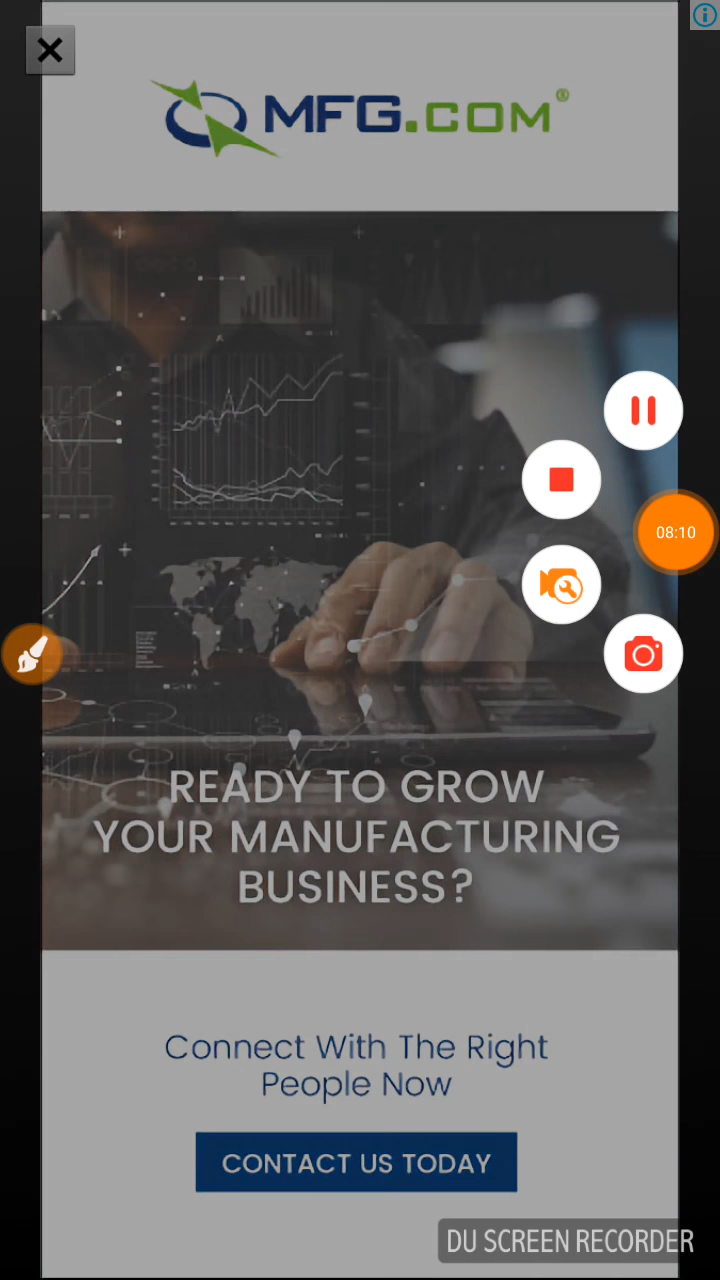 MFG.COM®
08:10
READY TO GROW
YOUR MANUFACTURING
BUSINESS?
Connect With The Right
People Now
CONTACT US TODAY
DU SCREEN RECORDER